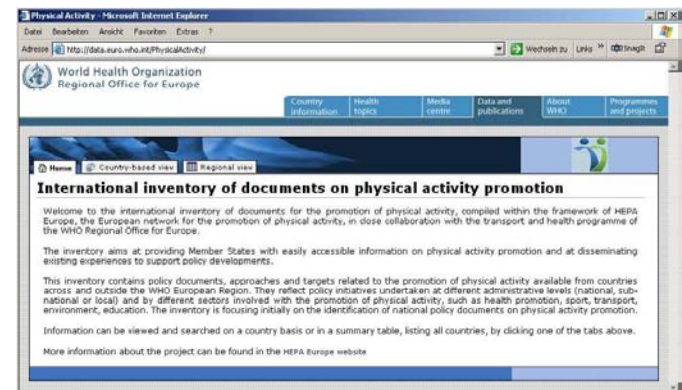 Physical Activity - Microsoft Internet Explorer
Datei Bearbeiten Ansicht Favoriten Extras ?
Adresse http://data.euro.who.int/PhysicalActivity/ Wechseln zu Links » SnagIt
World Health Organization
Regional Office for Europe
Country information Health topics Media centre Data and publications About WHO Programmes and projects
Home Country-based view Regional view
International inventory of documents on physical activity promotion
Welcome to the international inventory of documents for the promotion of physical activity, compiled within the framework of HEPA
Europe, the European network for the promotion of physical activity, in close collaboration with the transport and health programme of
the WHO Regional Office for Europe.
The inventory aims at providing Member States with easily accessible information on physical activity promotion and at disseminating
existing experiences to support policy developments.
This inventory contains policy documents, approaches and targets related to the promotion of physical activity available from countries
across and outside the WHO European Region. They reflect policy initiatives undertaken at different administrative levels (national, sub-
national or local) and by different sectors involved with the promotion of physical activity, such as health promotion, sport, transport,
environment, education. The inventory is focusing initially on the identification of national policy documents on physical activity promotion.
Information can be viewed and searched on a country basis or in a summary table, listing all countries, by clicking one of the tabs above.
More information about the project can be found in the HEPA Europe website